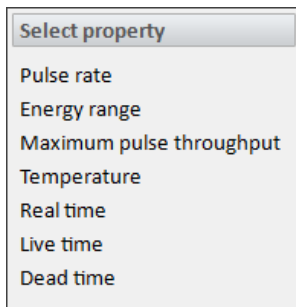 Select property
Pulse rate
Energy range
Maximum pulse throughput
Temperature
Real time
Live time
Dead time